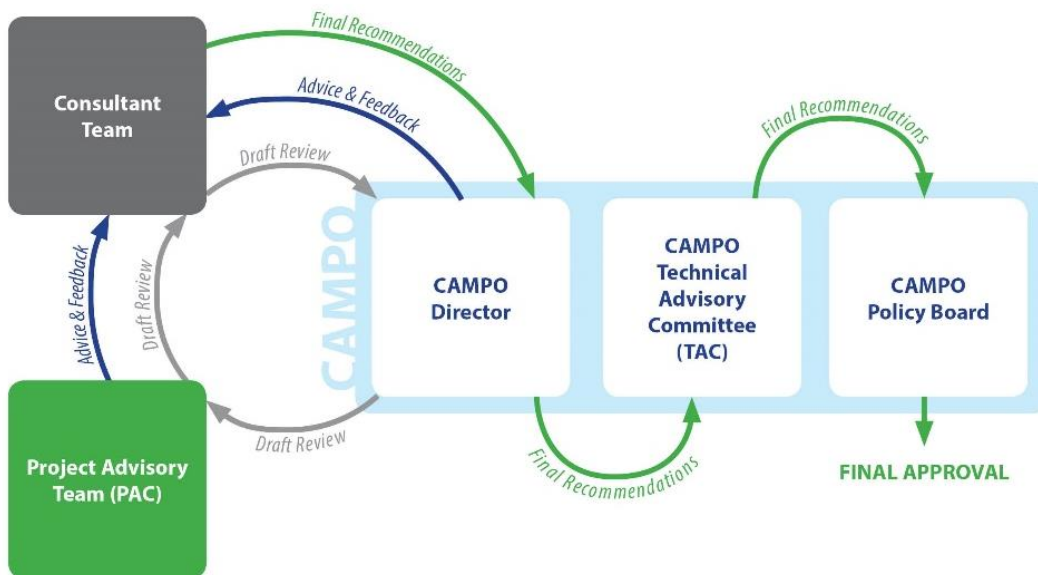 Final Recommendations
Advice & Feedback
Consultant
Team
Draft Review
Final Recommendations
CAMPO
CAMPO
Director
CAMPO
Technical
Advisory
Committee
(TAC)
CAMPO
Policy Board
Advice & Feedback
Draft Review
Draft Review
Final Recommendations
Project Advisory
Team (PAC)
FINAL APPROVAL